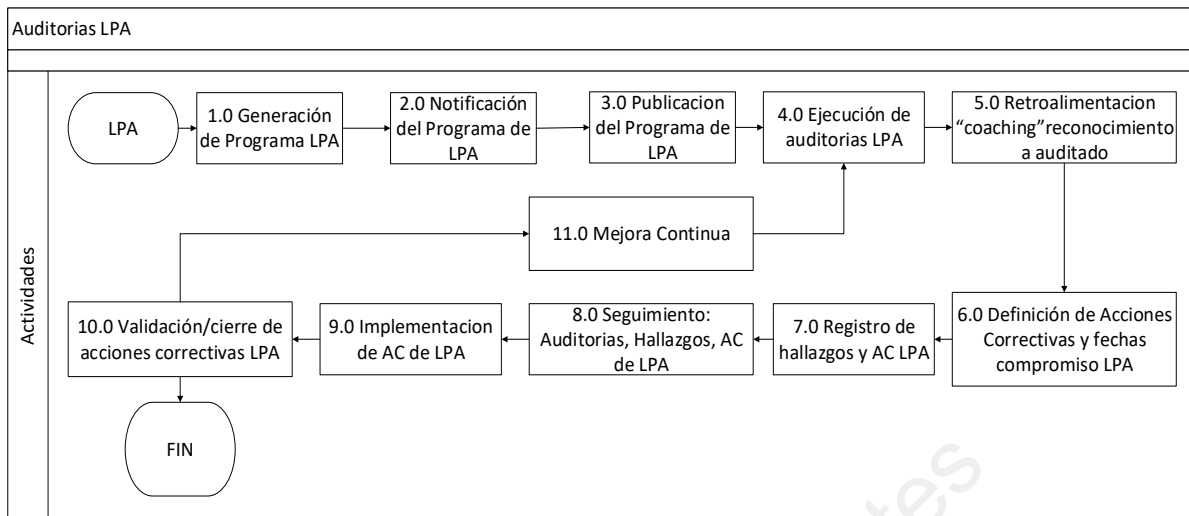 Auditorias LPA
Actividades
LPA
1.0 Generación
de Programa LPA
2.0 Notificación
del Programa de
LPA
3.0 Publicacion
del Programa de
LPA
4.0 Ejecución de
auditorias LPA
5.0 Retroalimentacion
“coaching”reconocimiento
a auditado
6.0 Definición de Acciones
Correctivas y fechas
compromiso LPA
7.0 Registro de
hallazgos y AC LPA
8.0 Seguimiento:
Auditorias, Hallazgos, AC
de LPA
9.0 Implementacion
de AC de LPA
10.0 Validación/cierre de
acciones correctivas LPA
11.0 Mejora Continua
FIN